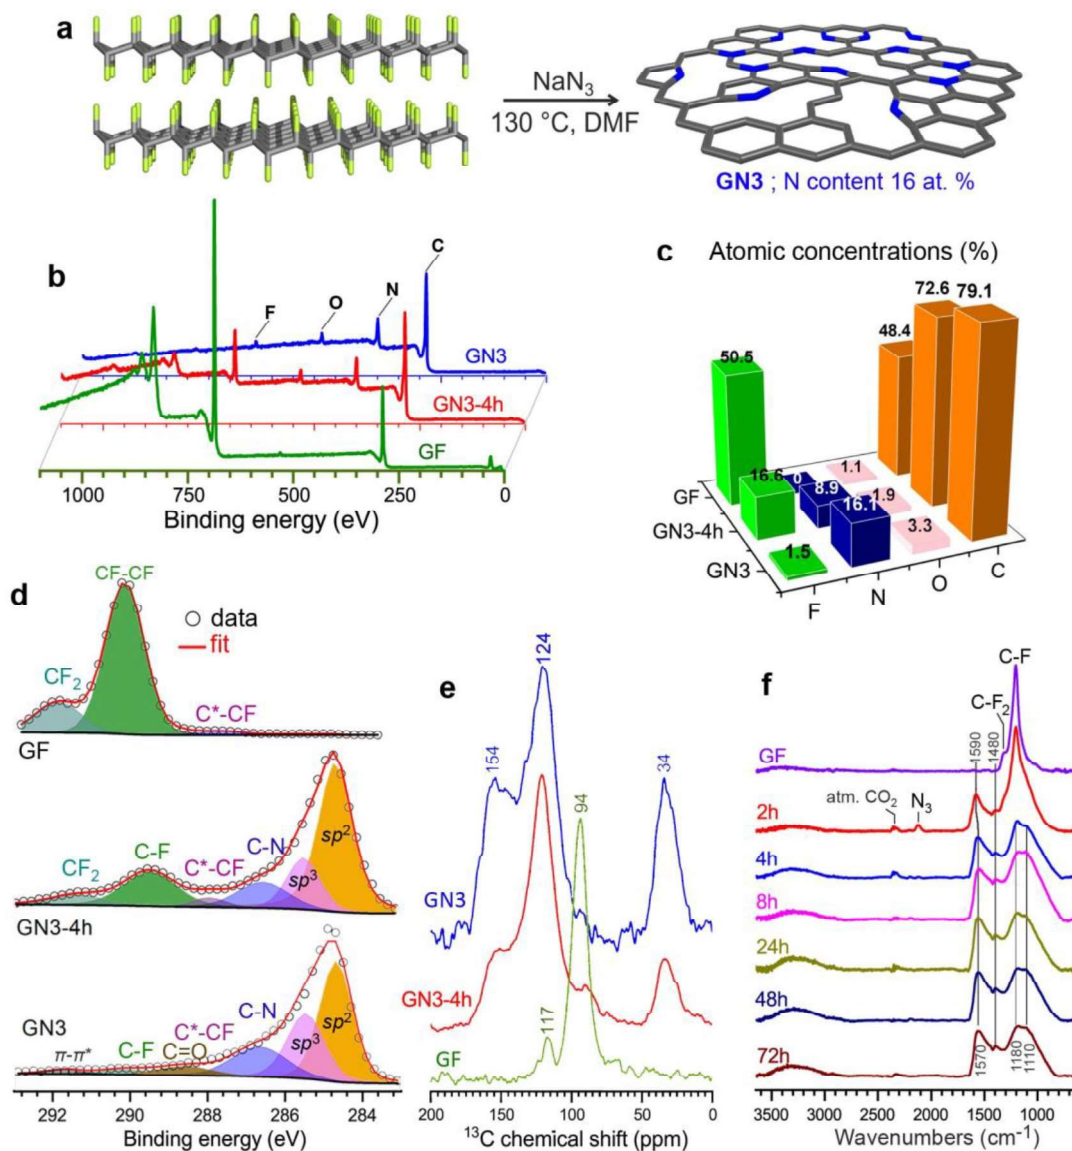 a
NaN₃
130 °C, DMF
GN3 ; N content 16 at. %
b
F
O
N
C
GN3
GN3-4h
GF
1000 750 500 250 0
Binding energy (eV)
c
Atomic concentrations (%)
50.5
48.4
72.6
79.1
16.6
0
1.1
8.9
1.9
1.5
16.1
3.3
GF
GN3-4h
GN3
F
N
O
C
d
CF-CF
data
fit
CF₂
C*-CF
GF
CF₂
C-F
C*-CF
C-N
sp³
sp²
GN3-4h
GN3
π-π*
C-F
C*-CF
C=O
C-N
sp³
sp²
292 290 288 286 284
Binding energy (eV)
e
124
154
34
94
GN3
GN3-4h
117
GF
200 150 100 50 0
¹³C chemical shift (ppm)
f
C-F
C-F₂
1590
1480
GF
atm. CO₂
N₃
2h
4h
8h
24h
48h
72h
1570
1180
1110
3500 3000 2500 2000 1500 1000
Wavenumbers (cm⁻¹)